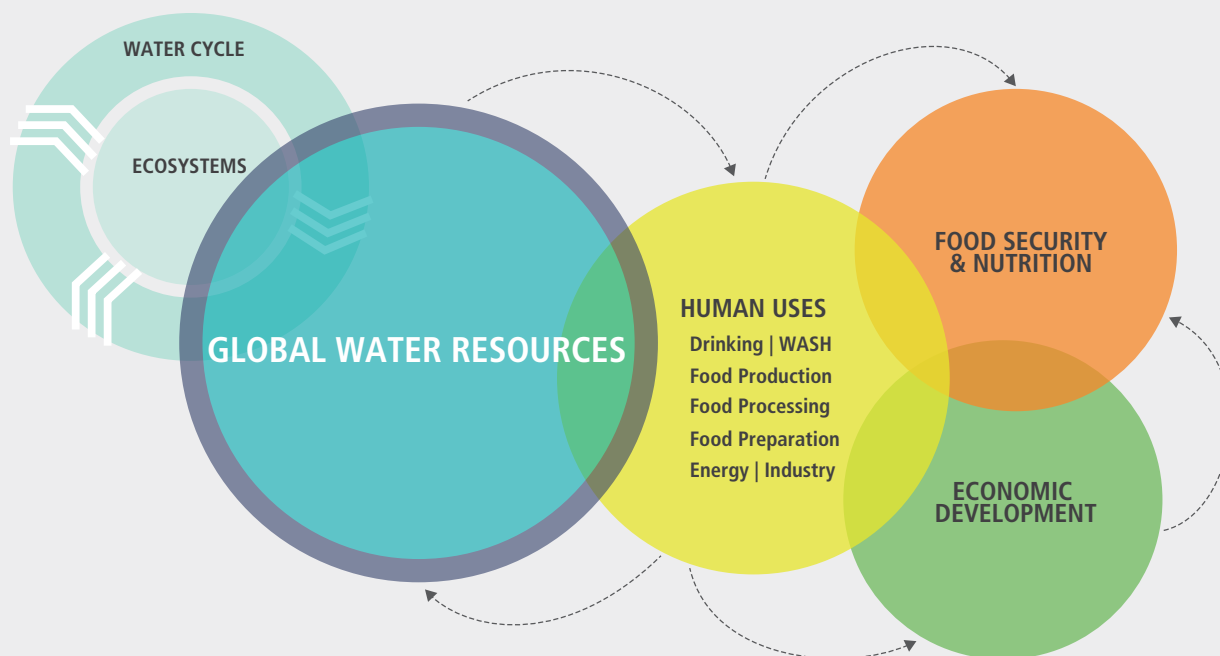 WATER CYCLE
ECOSYSTEMS
GLOBAL WATER RESOURCES
HUMAN USES
Drinking | WASH
Food Production
Food Processing
Food Preparation
Energy | Industry
FOOD SECURITY
& NUTRITION
ECONOMIC
DEVELOPMENT